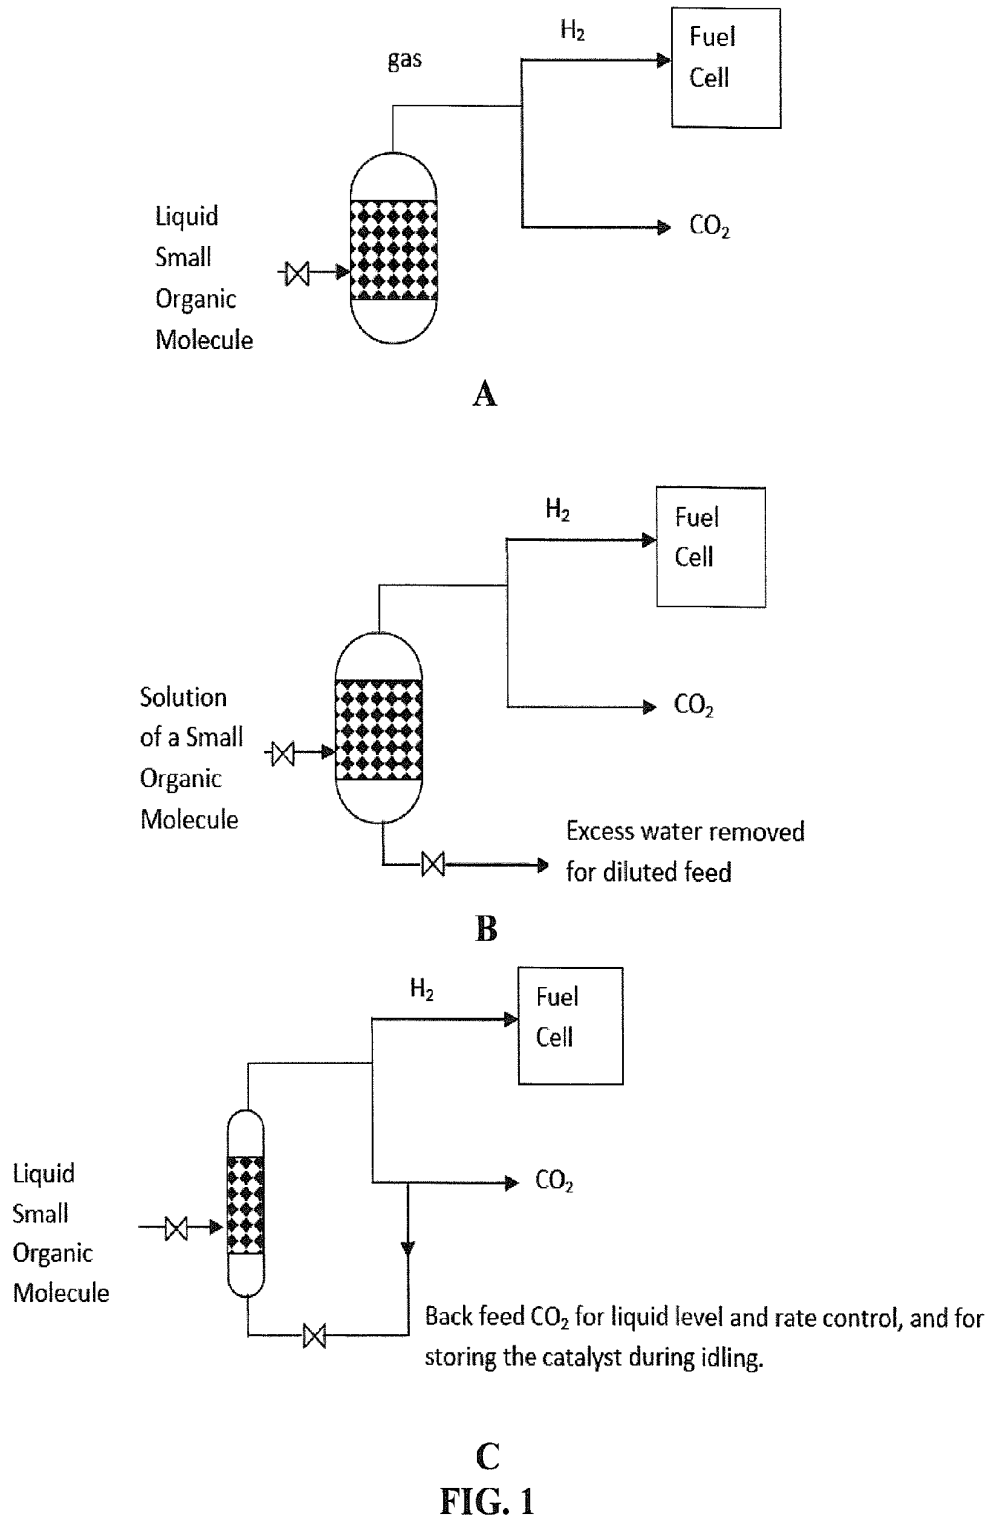 gas
H₂
Fuel
Cell
Liquid
Small
Organic
Molecule
CO₂
A
H₂
Fuel
Cell
Solution
of a Small
Organic
Molecule
CO₂
Excess water removed
for diluted feed
B
H₂
Fuel
Cell
Liquid
Small
Organic
Molecule
CO₂
Back feed CO₂ for liquid level and rate control, and for
storing the catalyst during idling.
C
FIG. 1